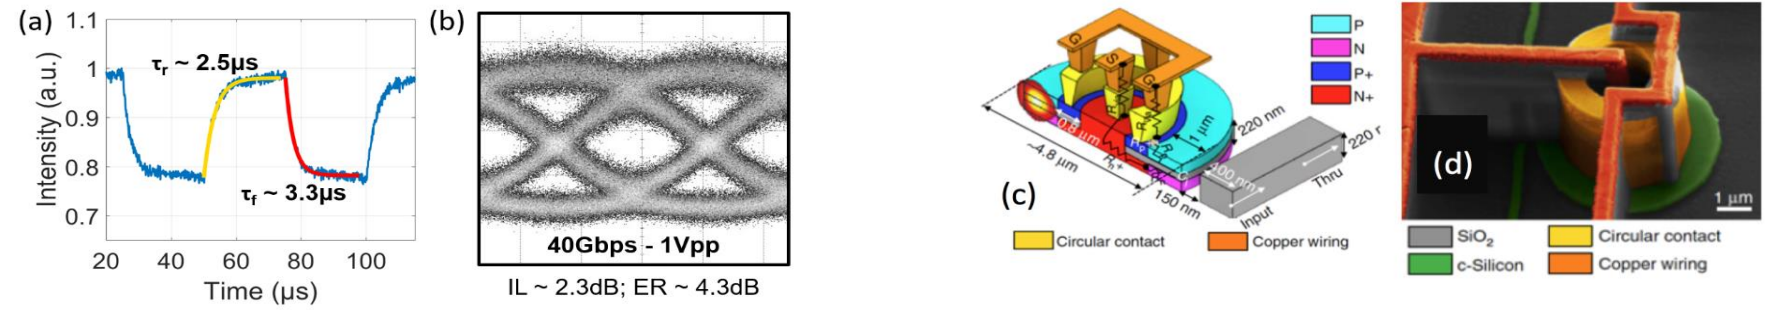 (a)
1.1
1
0.9
0.8
0.7
Intensity (a.u.)
τr ~ 2.5µs
τf ~ 3.3µs
20 40 60 80 100
Time (µs)
(b)
40Gbps - 1Vpp
IL ~ 2.3dB; ER ~ 4.3dB
(c)
G
S
G
P
N
P+
N+
0.8 µm
1 µm
220 nm
220 r
~4.8 µm
Rn+
150 nm
Input
Thru
Circular contact
Copper wiring
(d)
1 µm
SiO2
Circular contact
c-Silicon
Copper wiring